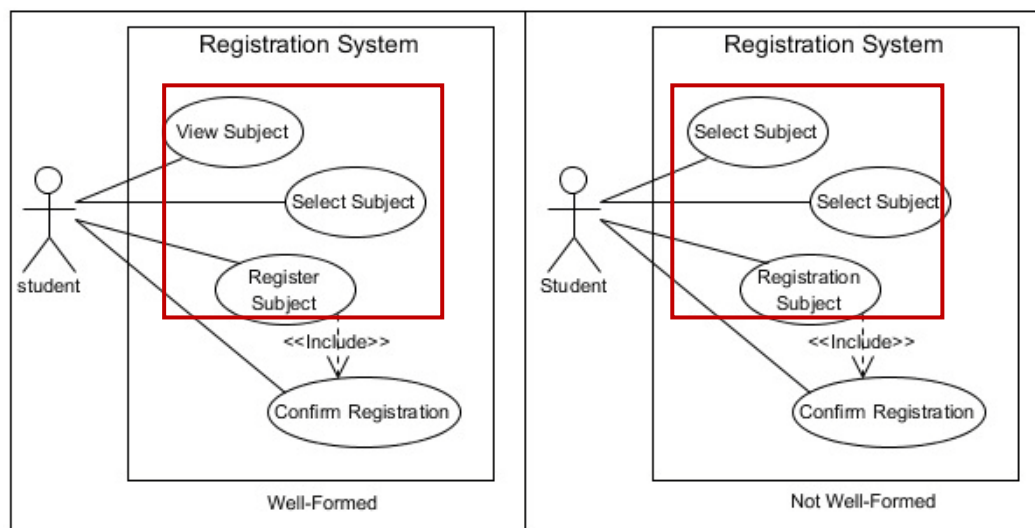 Registration System
View Subject
Select Subject
student
Register
Subject
<<Include>>
Confirm Registration
Well-Formed
Registration System
Select Subject
Select Subject
Student
Registration
Subject
<<Include>>
Confirm Registration
Not Well-Formed